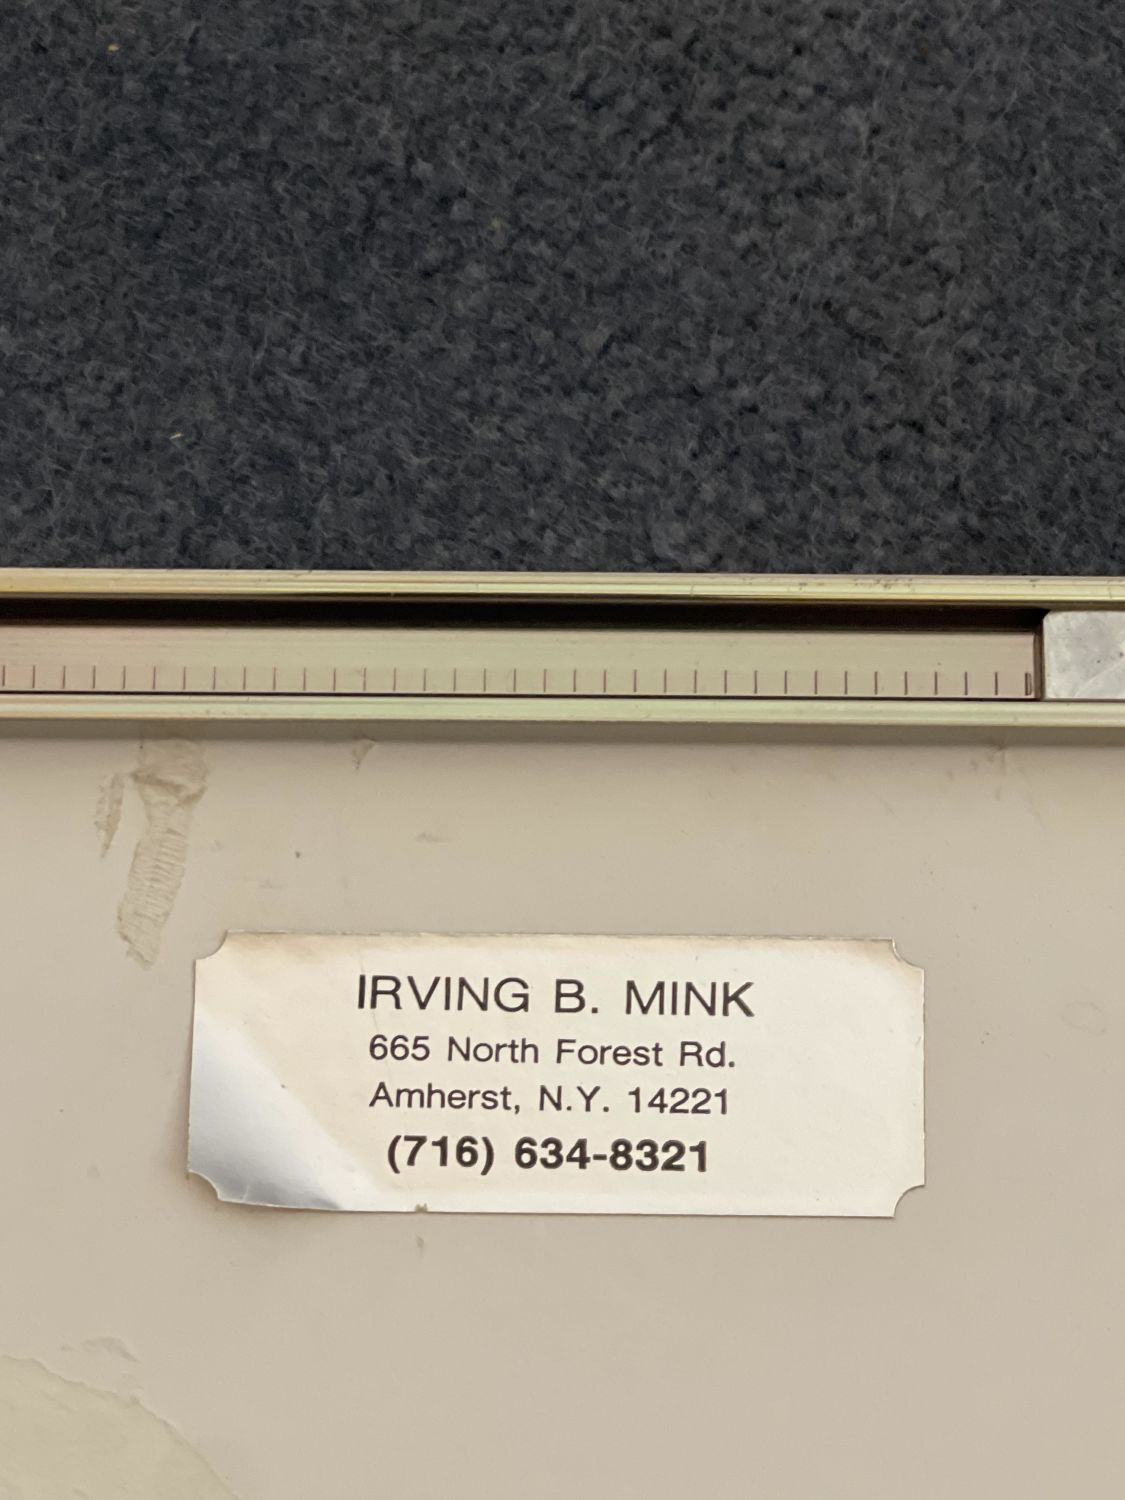 IRVING B. MINK
665 North Forest Rd.
Amherst, N.Y. 14221
(716) 634-8321